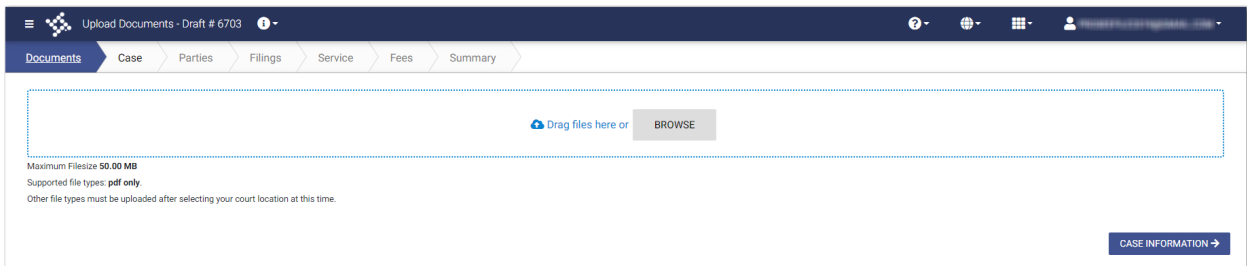 Upload Documents - Draft # 6703
Documents Case Parties Filings Service Fees Summary
Drag files here or BROWSE
Maximum Filesize 50.00 MB
Supported file types: pdf only.
Other file types must be uploaded after selecting your court location at this time.
CASE INFORMATION →